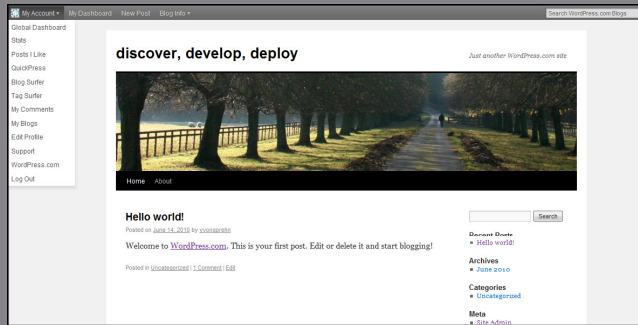 My Account My Dashboard New Post Blog Info Search WordPress.com Blogs
Global Dashboard
Stats
Posts I Like
QuickPress
Blog Surfer
Tag Surfer
My Comments
My Blogs
Edit Profile
Support
WordPress.com
Log Out
discover, develop, deploy
Just another WordPress.com site
Home About
Hello world!
Posted on June 14, 2010 by
Welcome to WordPress.com. This is your first post. Edit or delete it and start blogging!
Posted in Uncategorized | 1 Comment | Edit
Search
Recent Posts
Hello world!
Archives
June 2010
Categories
Uncategorized
Meta
Site Admin